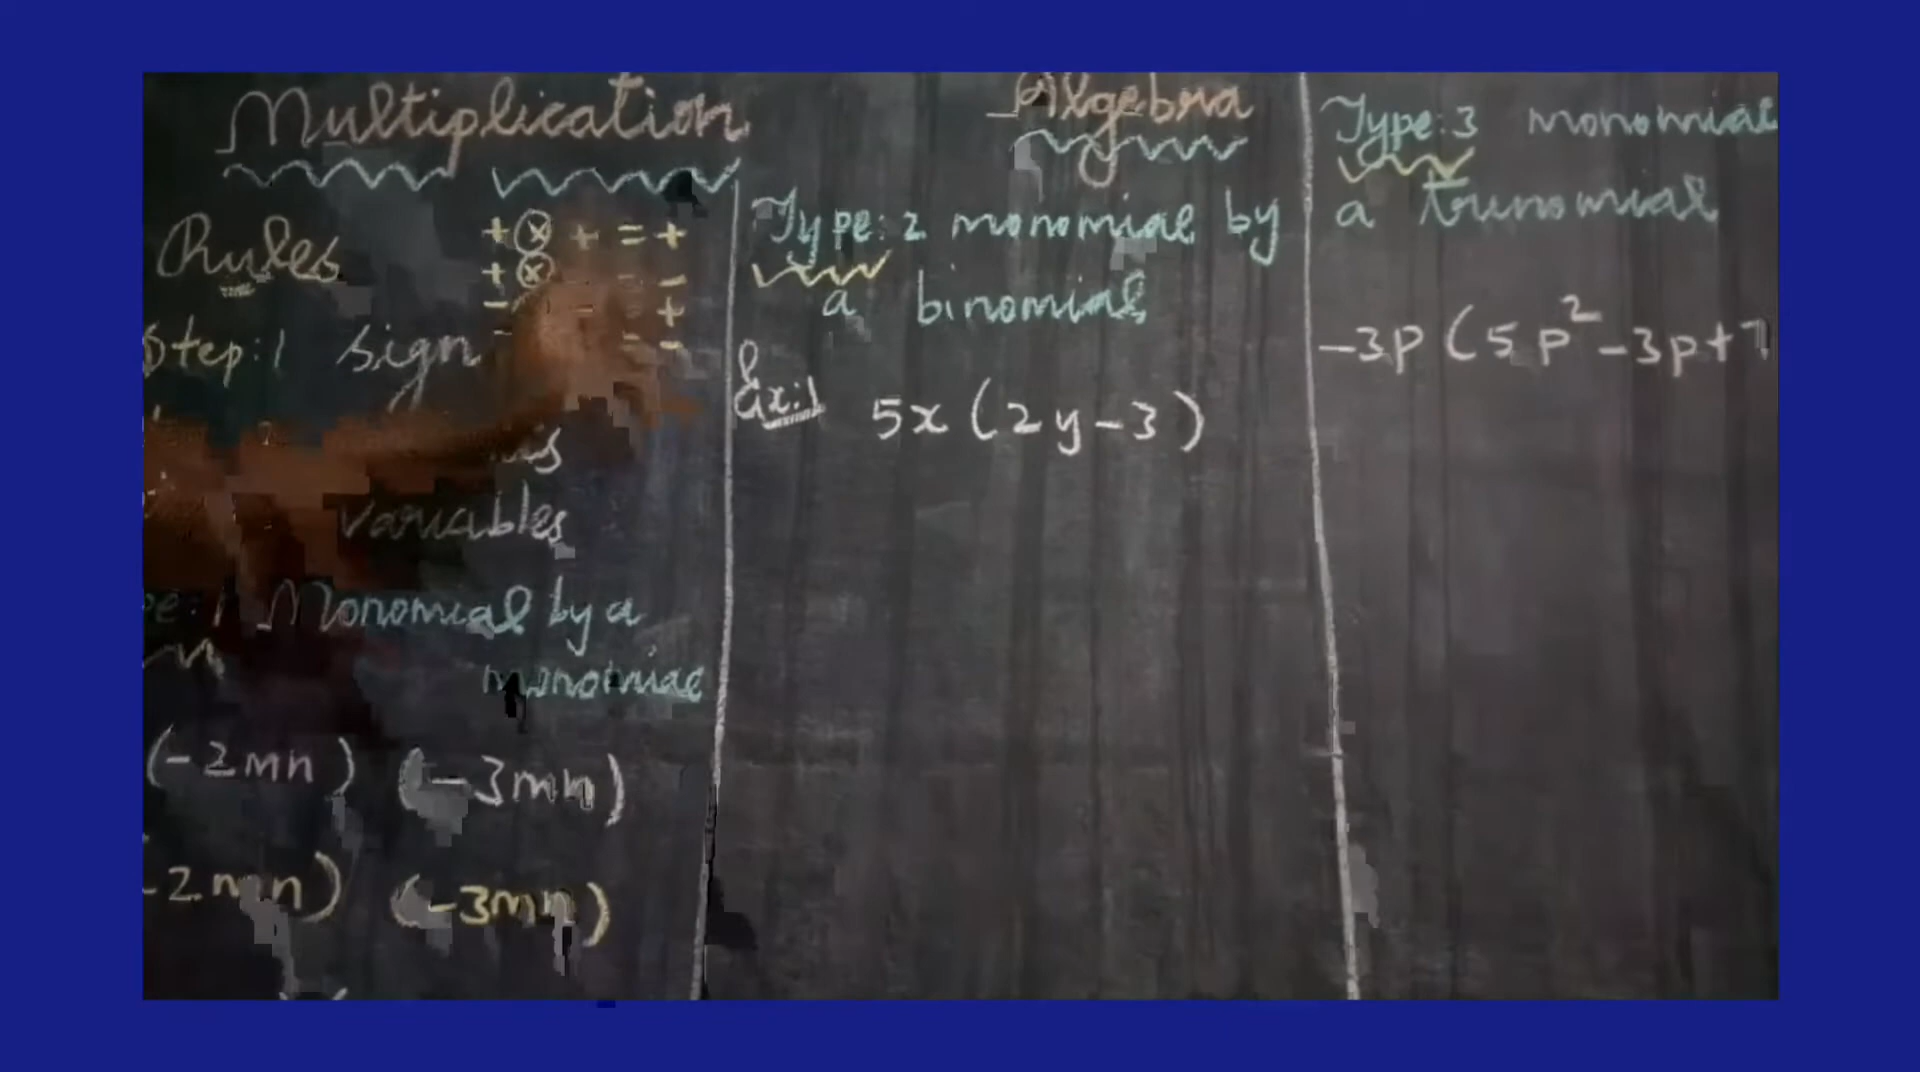 Multiplication
Algebra
Rules
+ ⊗ + = +
+ ⊗ = -
- - +
- = -
Step:1 sign
variables
Monomial by a
monomial
(-2mn) (-3mn)
-2mn) (-3mn)
Type: 2 monomial by
a binomial
Ex:1 5x(2y-3)
Type: 3 monomial
a trinomial
-3p (5p²-3p+7